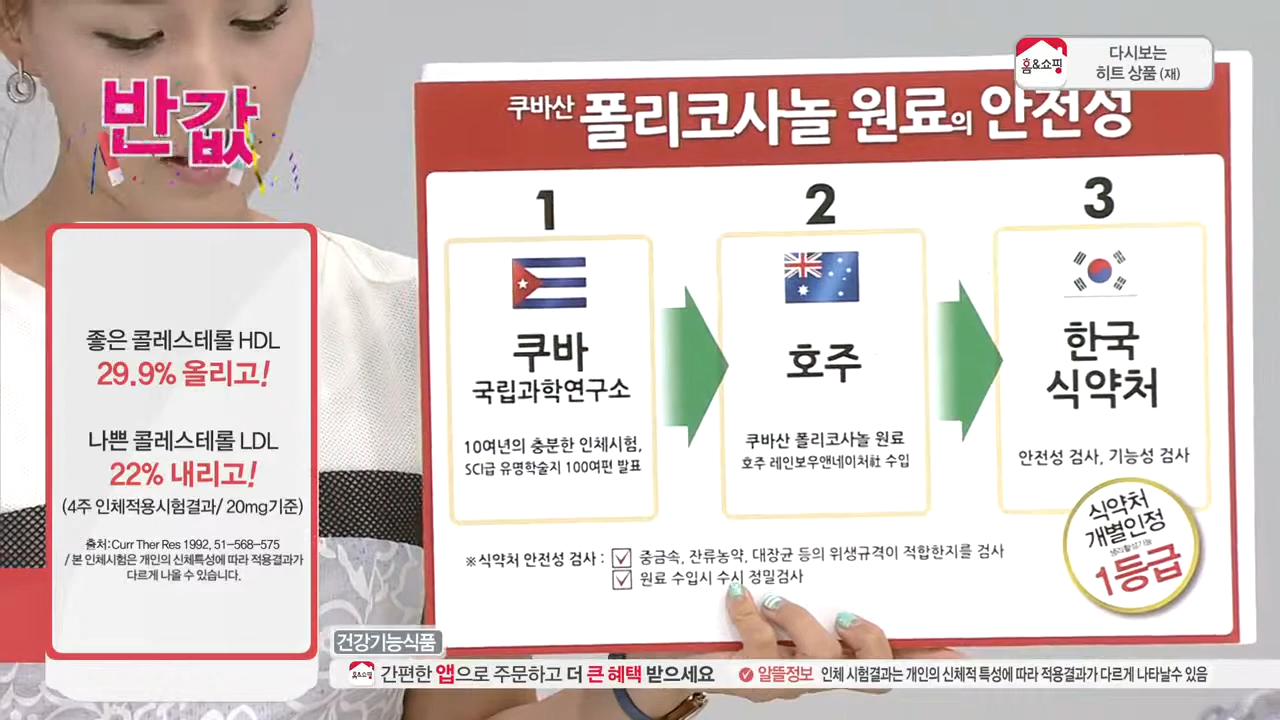 반값
홈&쇼핑
다시보는
히트 상품 (재)
쿠바산 폴리코사놀 원료의 안전성
1
쿠바
국립과학연구소
10여년의 충분한 인체시험,
SCI급 유명학술지 100여편 발표
2
호주
쿠바산 폴리코사놀 원료
호주 레인보우앤네이처社 수입
3
한국
식약처
안전성 검사, 기능성 검사
식약처
개별인정
생리활성기능
1등급
※식약처 안전성 검사 : ☑ 중금속, 잔류농약, 대장균 등의 위생규격이 적합한지를 검사
☑ 원료 수입시 수시 정밀검사
좋은 콜레스테롤 HDL
29.9% 올리고!
나쁜 콜레스테롤 LDL
22% 내리고!
(4주 인체적용시험결과/ 20mg기준)
출처: Curr Ther Res 1992, 51-568-575
/ 본 인체시험은 개인의 신체특성에 따라 적용결과가
다르게 나올 수 있습니다.
건강기능식품
홈&쇼핑 간편한 앱으로 주문하고 더 큰 혜택 받으세요
알뜰정보 인체 시험결과는 개인의 신체적 특성에 따라 적용결과가 다르게 나타날수 있음